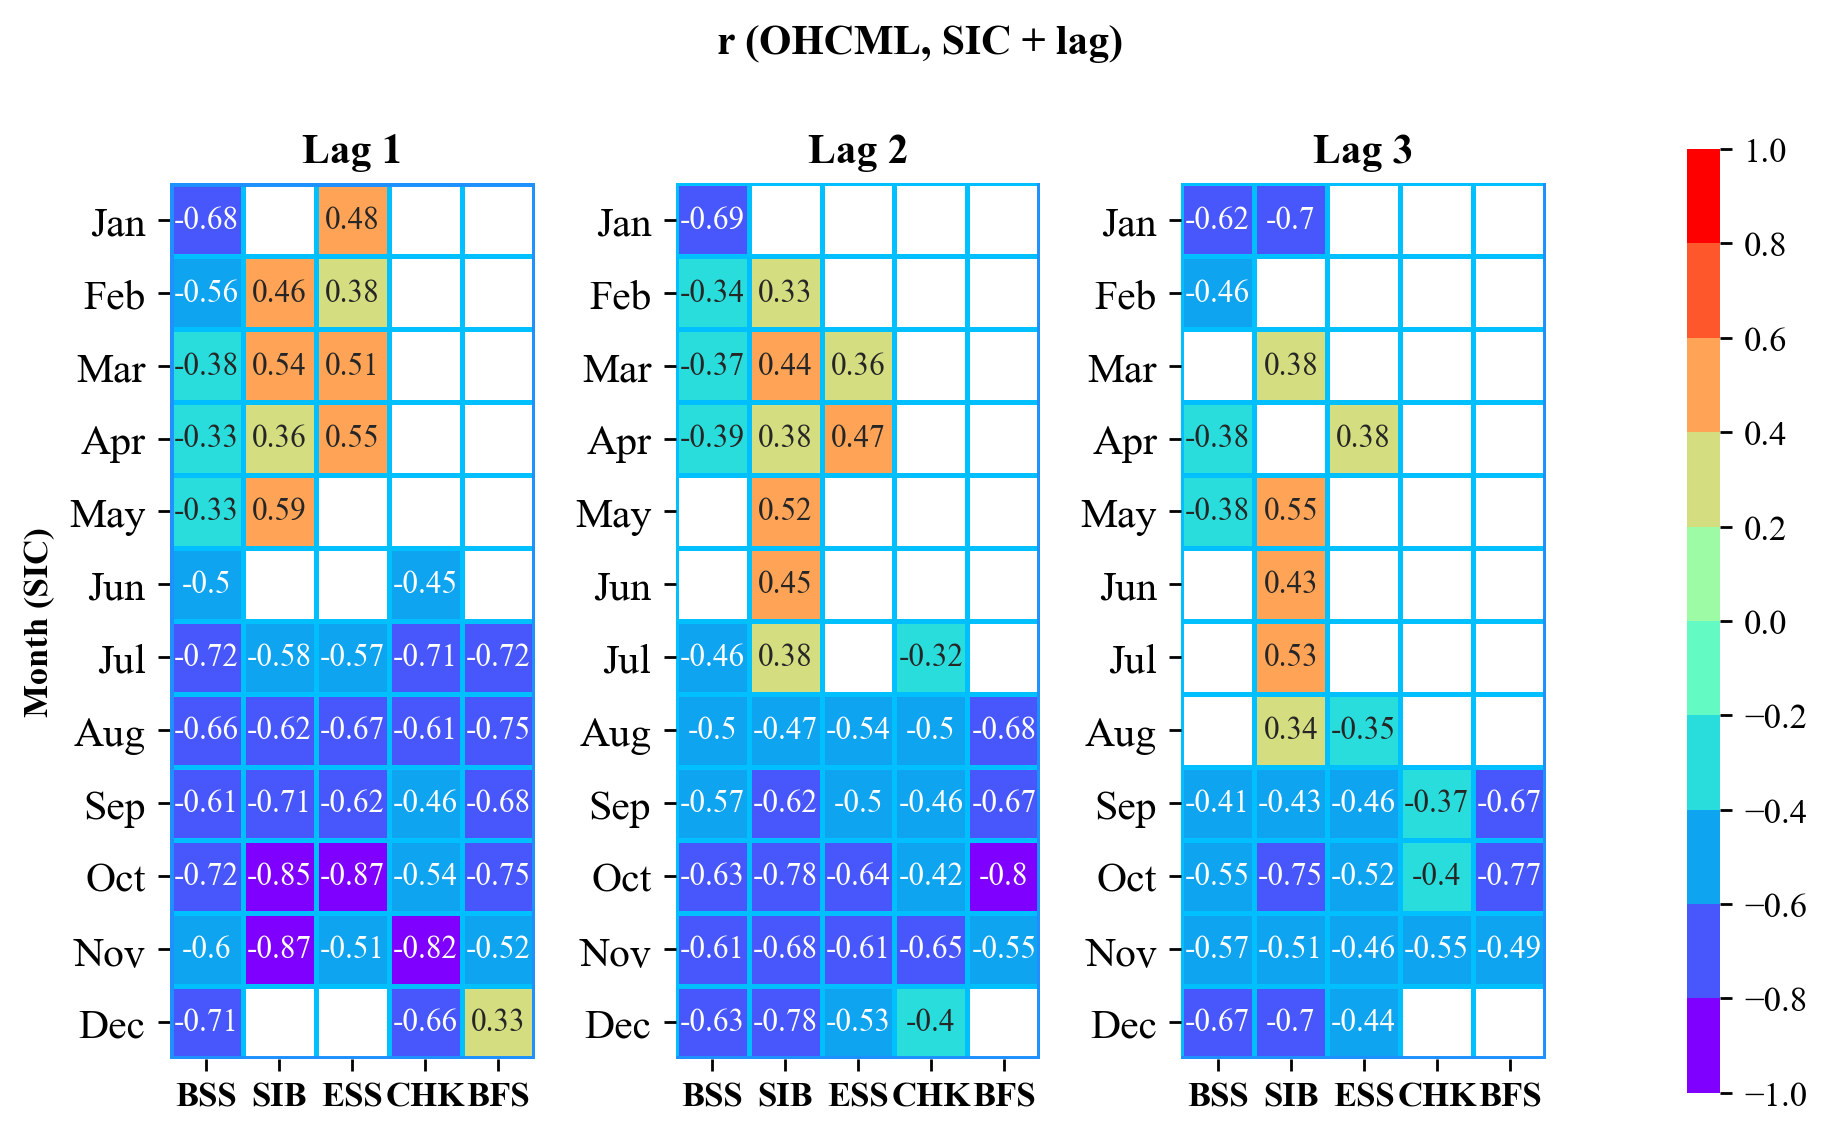 r (OHCML, SIC + lag)
Lag 1 Lag 2 Lag 3
Month (SIC)
Jan -0.68 0.48
Feb -0.56 0.46 0.38
Mar -0.38 0.54 0.51
Apr -0.33 0.36 0.55
May -0.33 0.59
Jun -0.5 -0.45
Jul -0.72 -0.58 -0.57 -0.71 -0.72
Aug -0.66 -0.62 -0.67 -0.61 -0.75
Sep -0.61 -0.71 -0.62 -0.46 -0.68
Oct -0.72 -0.85 -0.87 -0.54 -0.75
Nov -0.6 -0.87 -0.51 -0.82 -0.52
Dec -0.71 -0.66 0.33
BSS SIB ESS CHK BFS
Jan -0.69
Feb -0.34 0.33
Mar -0.37 0.44 0.36
Apr -0.39 0.38 0.47
May 0.52
Jun 0.45
Jul -0.46 0.38 -0.32
Aug -0.5 -0.47 -0.54 -0.5 -0.68
Sep -0.57 -0.62 -0.5 -0.46 -0.67
Oct -0.63 -0.78 -0.64 -0.42 -0.8
Nov -0.61 -0.68 -0.61 -0.65 -0.55
Dec -0.63 -0.78 -0.53 -0.4
BSS SIB ESS CHK BFS
Jan -0.62 -0.7
Feb -0.46
Mar 0.38
Apr -0.38 0.38
May -0.38 0.55
Jun 0.43
Jul 0.53
Aug 0.34 -0.35
Sep -0.41 -0.43 -0.46 -0.37 -0.67
Oct -0.55 -0.75 -0.52 -0.4 -0.77
Nov -0.57 -0.51 -0.46 -0.55 -0.49
Dec -0.67 -0.7 -0.44
BSS SIB ESS CHK BFS
1.0
0.8
0.6
0.4
0.2
0.0
−0.2
−0.4
−0.6
−0.8
−1.0